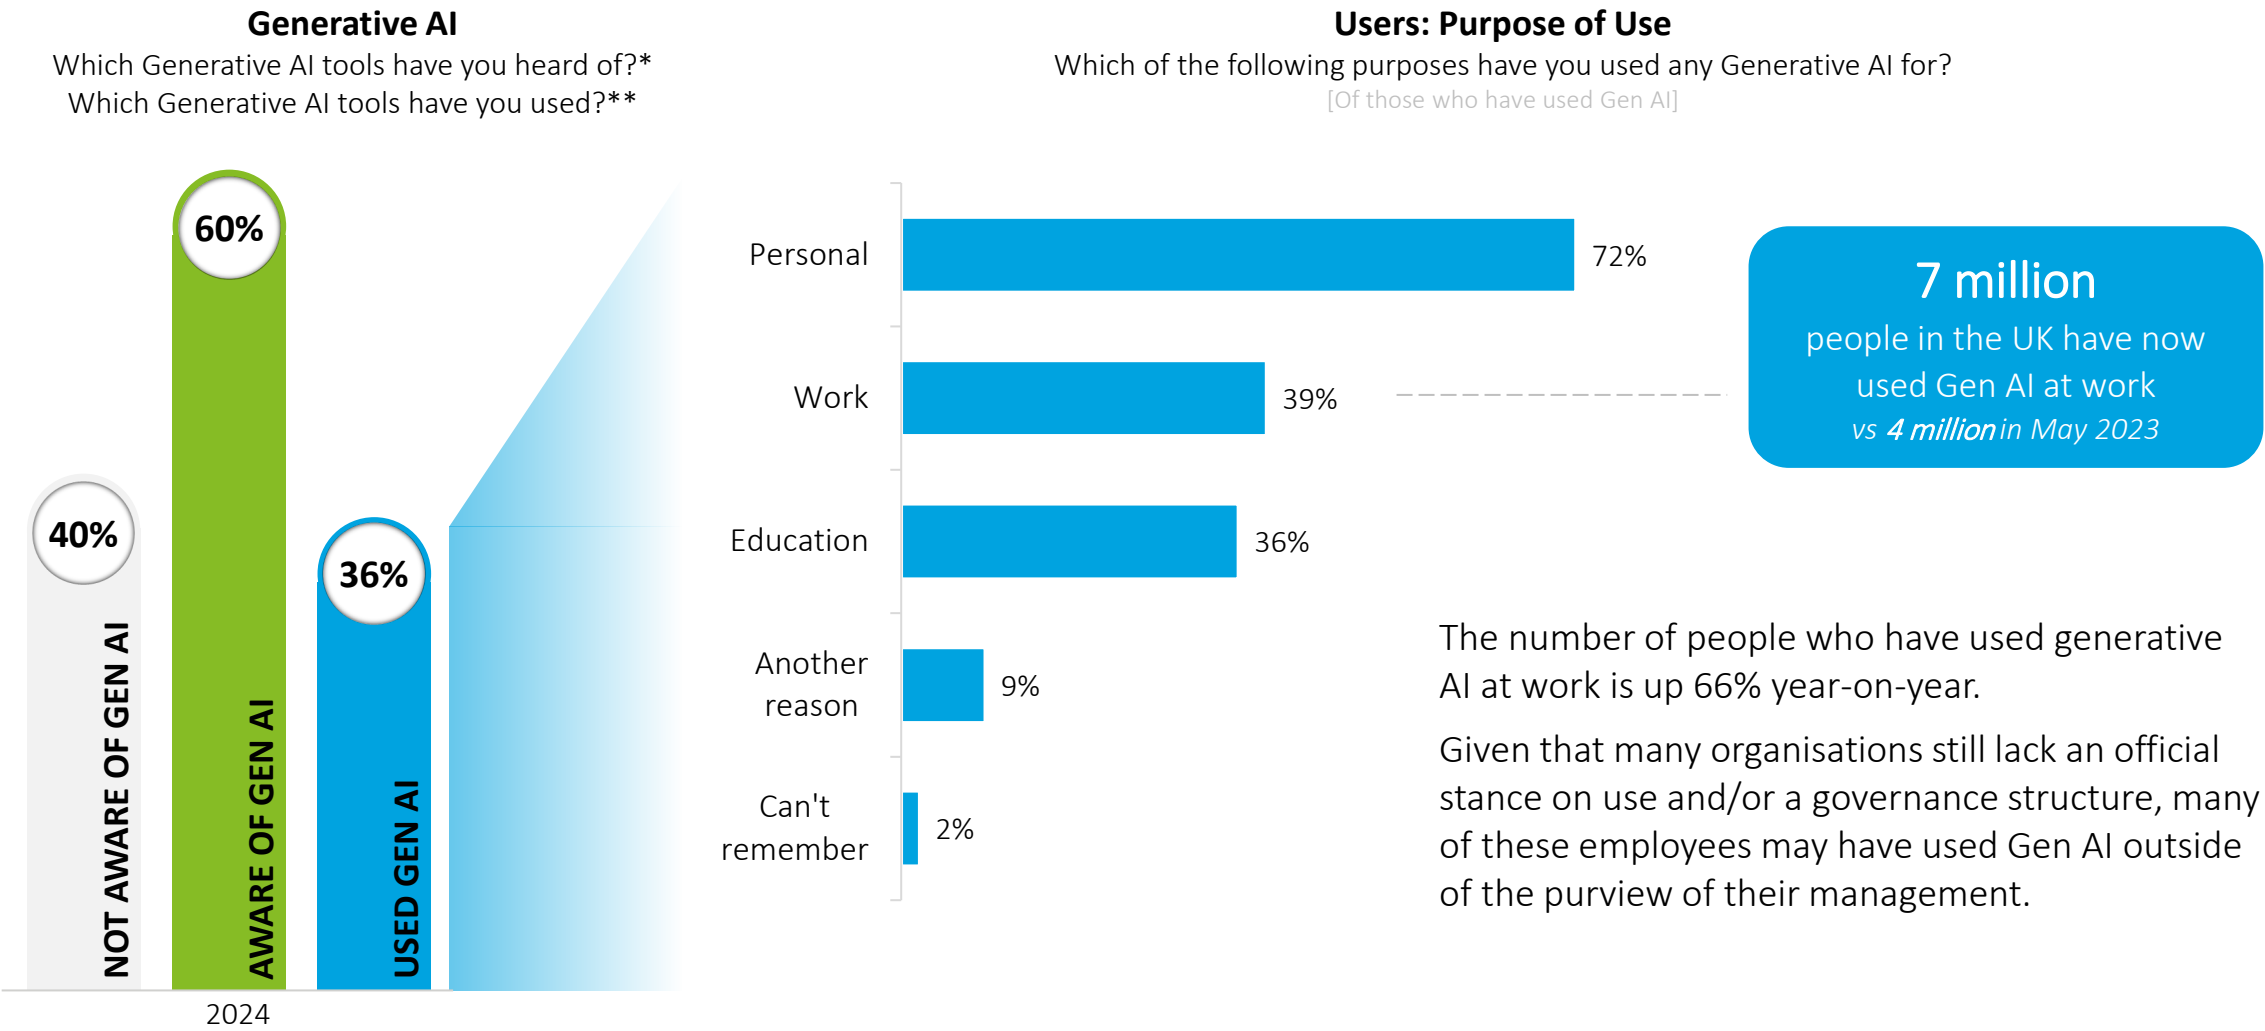 Generative AI
Which Generative AI tools have you heard of?*
Which Generative AI tools have you used?**
40%
NOT AWARE OF GEN AI
60%
AWARE OF GEN AI
36%
USED GEN AI
2024
Users: Purpose of Use
Which of the following purposes have you used any Generative AI for?
[Of those who have used Gen AI]
Personal
72%
Work
39%
Education
36%
Another
reason
9%
Can't
remember
2%
7 million
people in the UK have now
used Gen AI at work
vs 4 million in May 2023
The number of people who have used generative
AI at work is up 66% year-on-year.
Given that many organisations still lack an official
stance on use and/or a governance structure, many
of these employees may have used Gen AI outside
of the purview of their management.